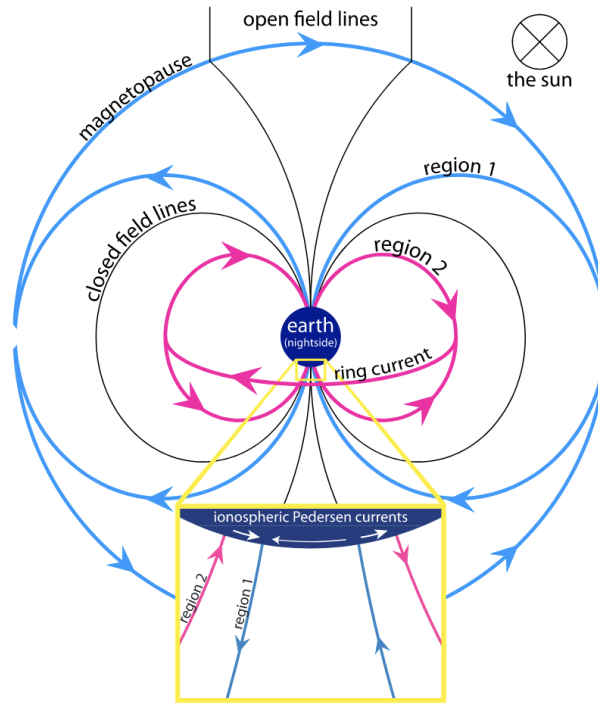 open field lines
the sun
magnetopause
region 1
closed field lines
region 2
earth
(nightside)
ring current
ionospheric Pedersen currents
region 2
region 1